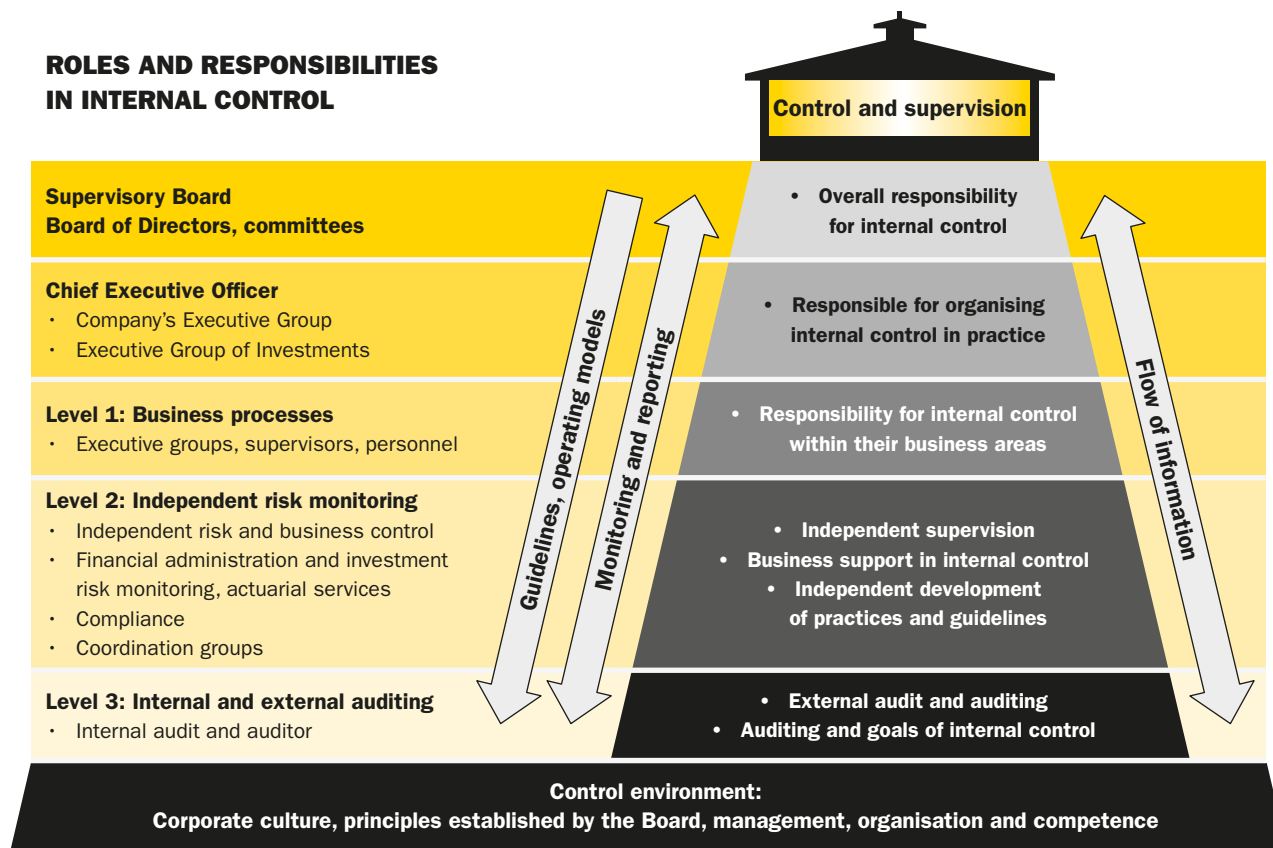 ROLES AND RESPONSIBILITIES
IN INTERNAL CONTROL
Control and supervision
Supervisory Board
Board of Directors, committees
• Overall responsibility
for internal control
Chief Executive Officer
• Company's Executive Group
• Executive Group of Investments
• Responsible for organising
internal control in practice
Level 1: Business processes
• Executive groups, supervisors, personnel
• Responsibility for internal control
within their business areas
Level 2: Independent risk monitoring
• Independent risk and business control
• Financial administration and investment
risk monitoring, actuarial services
• Compliance
• Coordination groups
• Independent supervision
• Business support in internal control
• Independent development
of practices and guidelines
Level 3: Internal and external auditing
• Internal audit and auditor
• External audit and auditing
• Auditing and goals of internal control
Guidelines, operating models
Monitoring and reporting
Flow of information
Control environment:
Corporate culture, principles established by the Board, management, organisation and competence